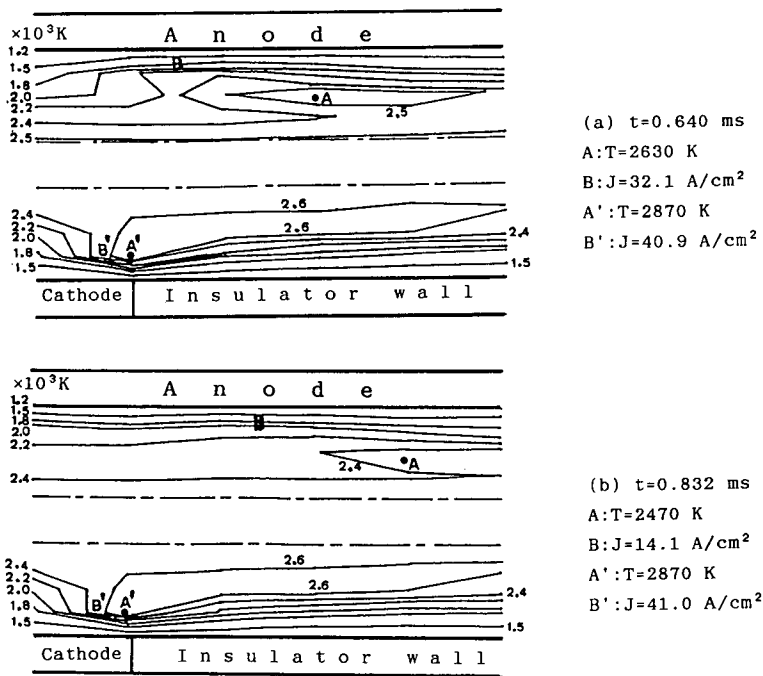 A n o d e
×10³K
1.2
1.5
1.8
2.0
2.2
2.4
2.5
B
A
2.5
2.6
2.6
2.4
2.2
2.0
1.8
1.5
B'
A'
2.4
1.5
Cathode
I n s u l a t o r w a l l
(a) t=0.640 ms
A:T=2630 K
B:J=32.1 A/cm²
A':T=2870 K
B':J=40.9 A/cm²
A n o d e
×10³K
1.2
1.5
1.8
2.0
2.2
2.4
B
A
2.4
2.6
2.6
2.4
2.2
2.0
1.8
1.5
B'
A'
2.4
1.5
Cathode
I n s u l a t o r w a l l
(b) t=0.832 ms
A:T=2470 K
B:J=14.1 A/cm²
A':T=2870 K
B':J=41.0 A/cm²